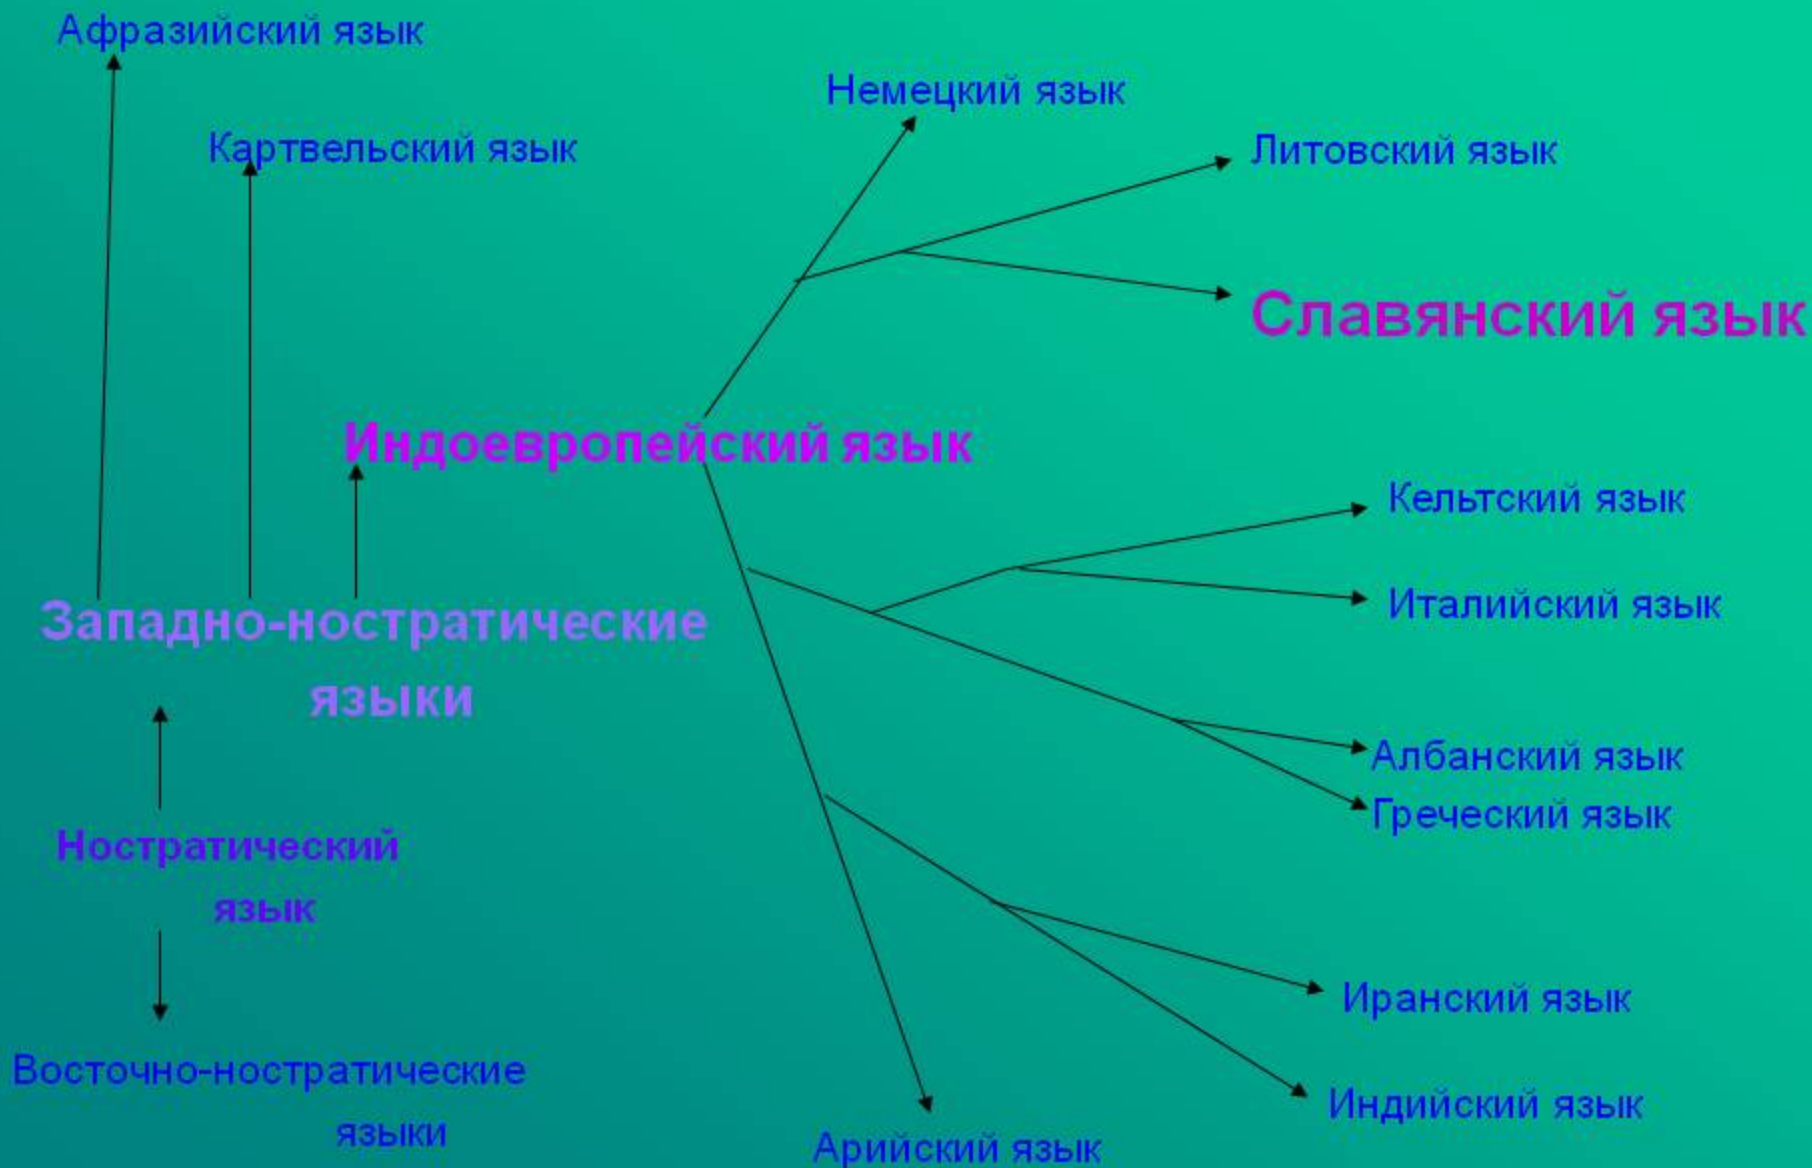 Афразийский язык
Немецкий язык
Картвельский язык
Литовский язык
Славянский язык
Индоевропейский язык
Кельтский язык
Италийский язык
Западно-ностратические
языки
Албанский язык
Греческий язык
Ностратический
язык
Иранский язык
Восточно-ностратические
языки
Индийский язык
Арийский язык